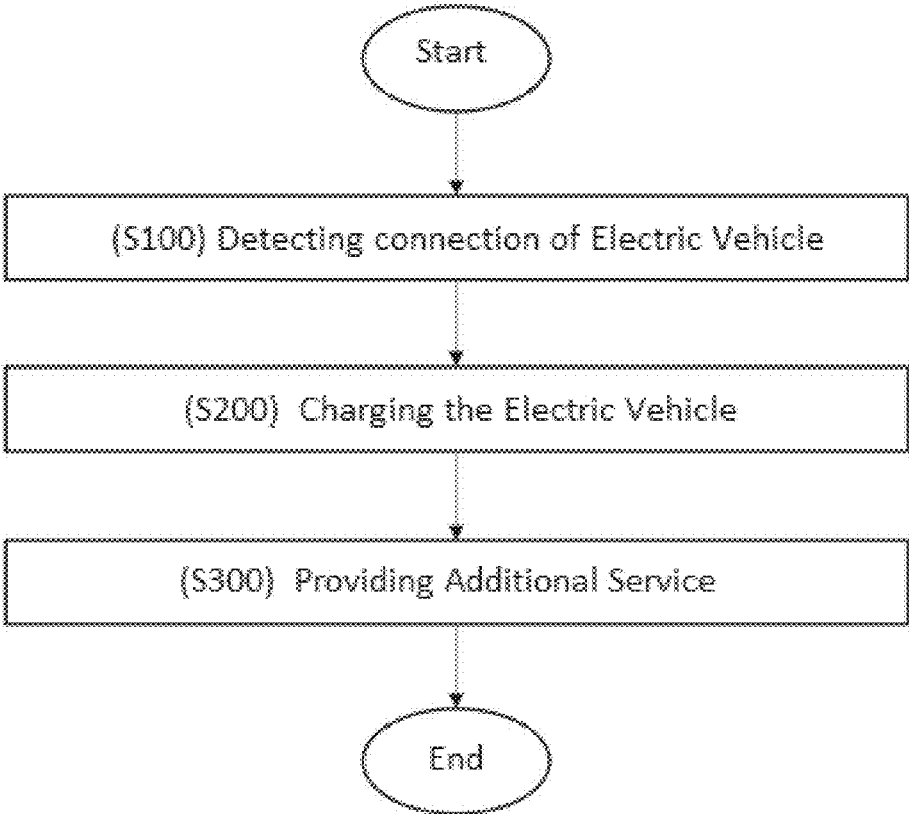 Start
(S100) Detecting connection of Electric Vehicle
(S200) Charging the Electric Vehicle
(S300) Providing Additional Service
End